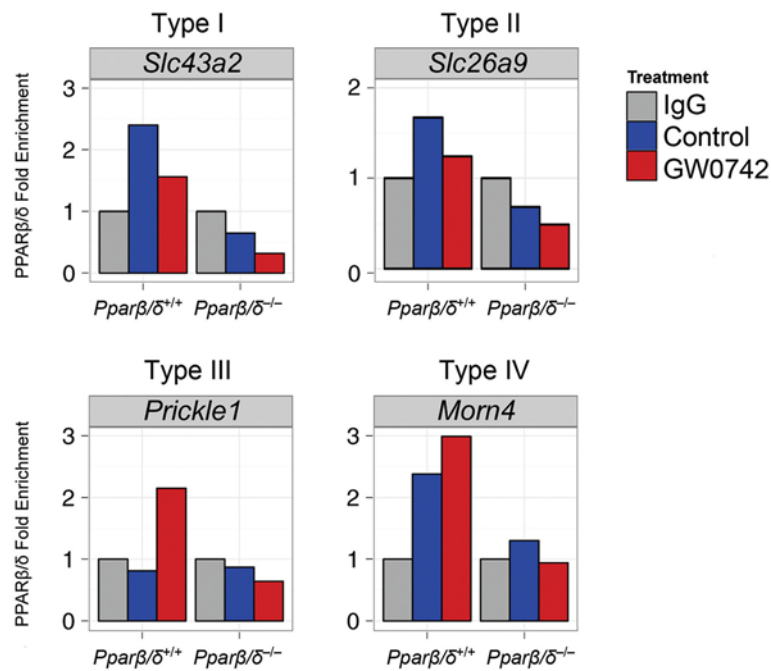 Type I
Type II
Slc43a2
Slc26a9
PPARβ/δ Fold Enrichment
3
2
1
0
2
1
0
Pparβ/δ+/+ Pparβ/δ–/–
Pparβ/δ+/+ Pparβ/δ–/–
Treatment
IgG
Control
GW0742
Type III
Type IV
Prickle1
Morn4
PPARβ/δ Fold Enrichment
3
2
1
0
3
2
1
0
Pparβ/δ+/+ Pparβ/δ–/–
Pparβ/δ+/+ Pparβ/δ–/–